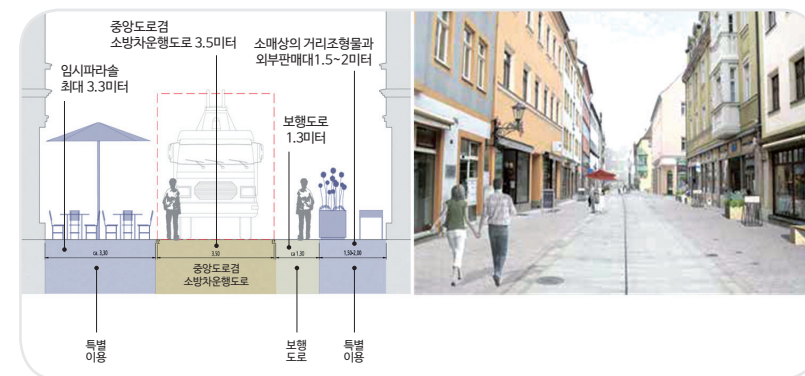 중앙도로겸
소방차운행도로 3.5미터
소매상의 거리조형물과
외부판매대1.5~2미터
임시파라솔
최대 3.3미터
보행도로
1.3미터
ca. 3.30
3.50
ca 1.30
1.50-2.00
중앙도로겸
소방차운행도로
특별
이용
보행
도로
특별
이용